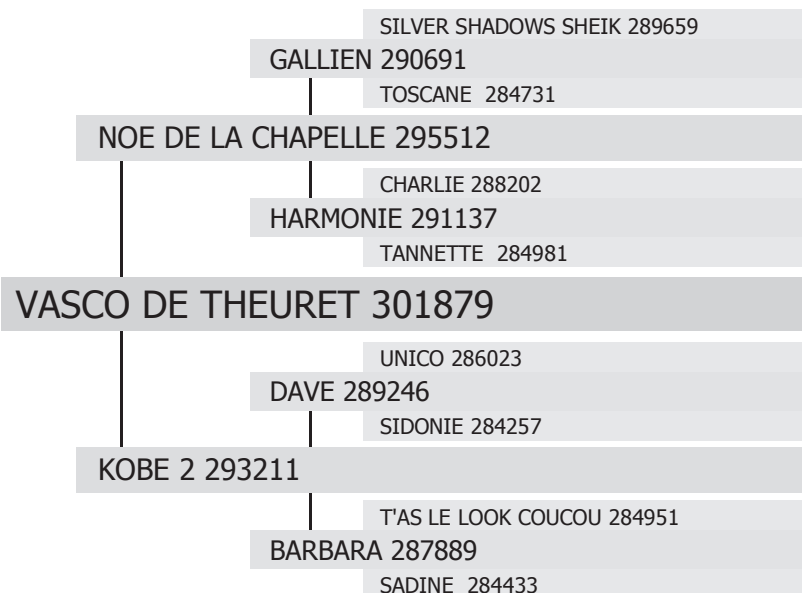 SILVER SHADOWS SHEIK 289659
GALLIEN 290691
TOSCANE 284731
NOE DE LA CHAPELLE 295512
CHARLIE 288202
HARMONIE 291137
TANNETTE 284981
VASCO DE THEURET 301879
UNICO 286023
DAVE 289246
SIDONIE 284257
KOBE 2 293211
T'AS LE LOOK COUCOU 284951
BARBARA 287889
SADINE 284433